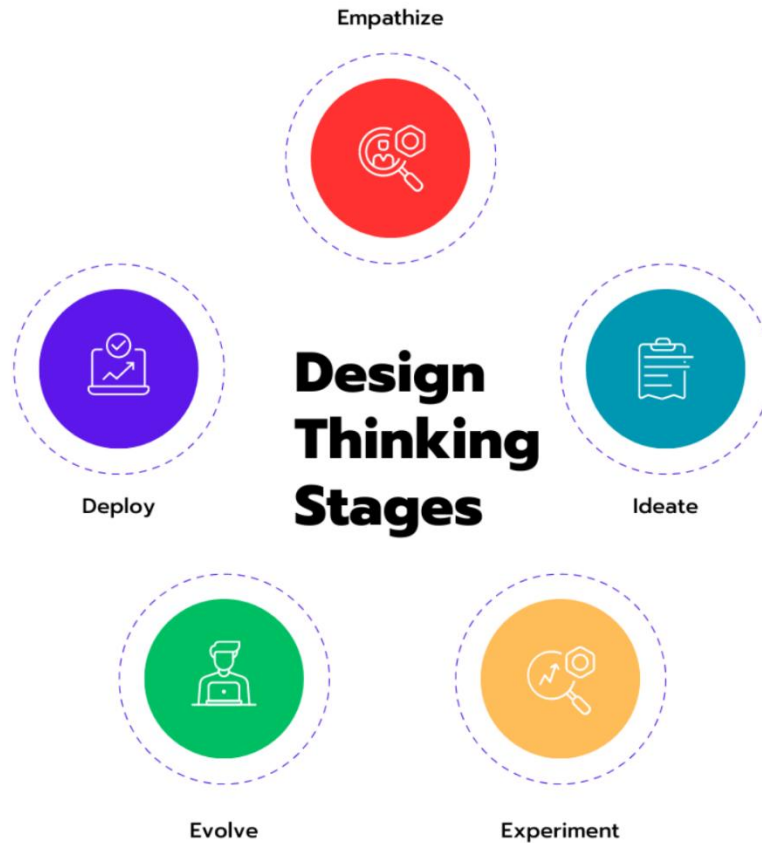 Empathize
Design
Thinking
Stages
Deploy
Ideate
Evolve
Experiment